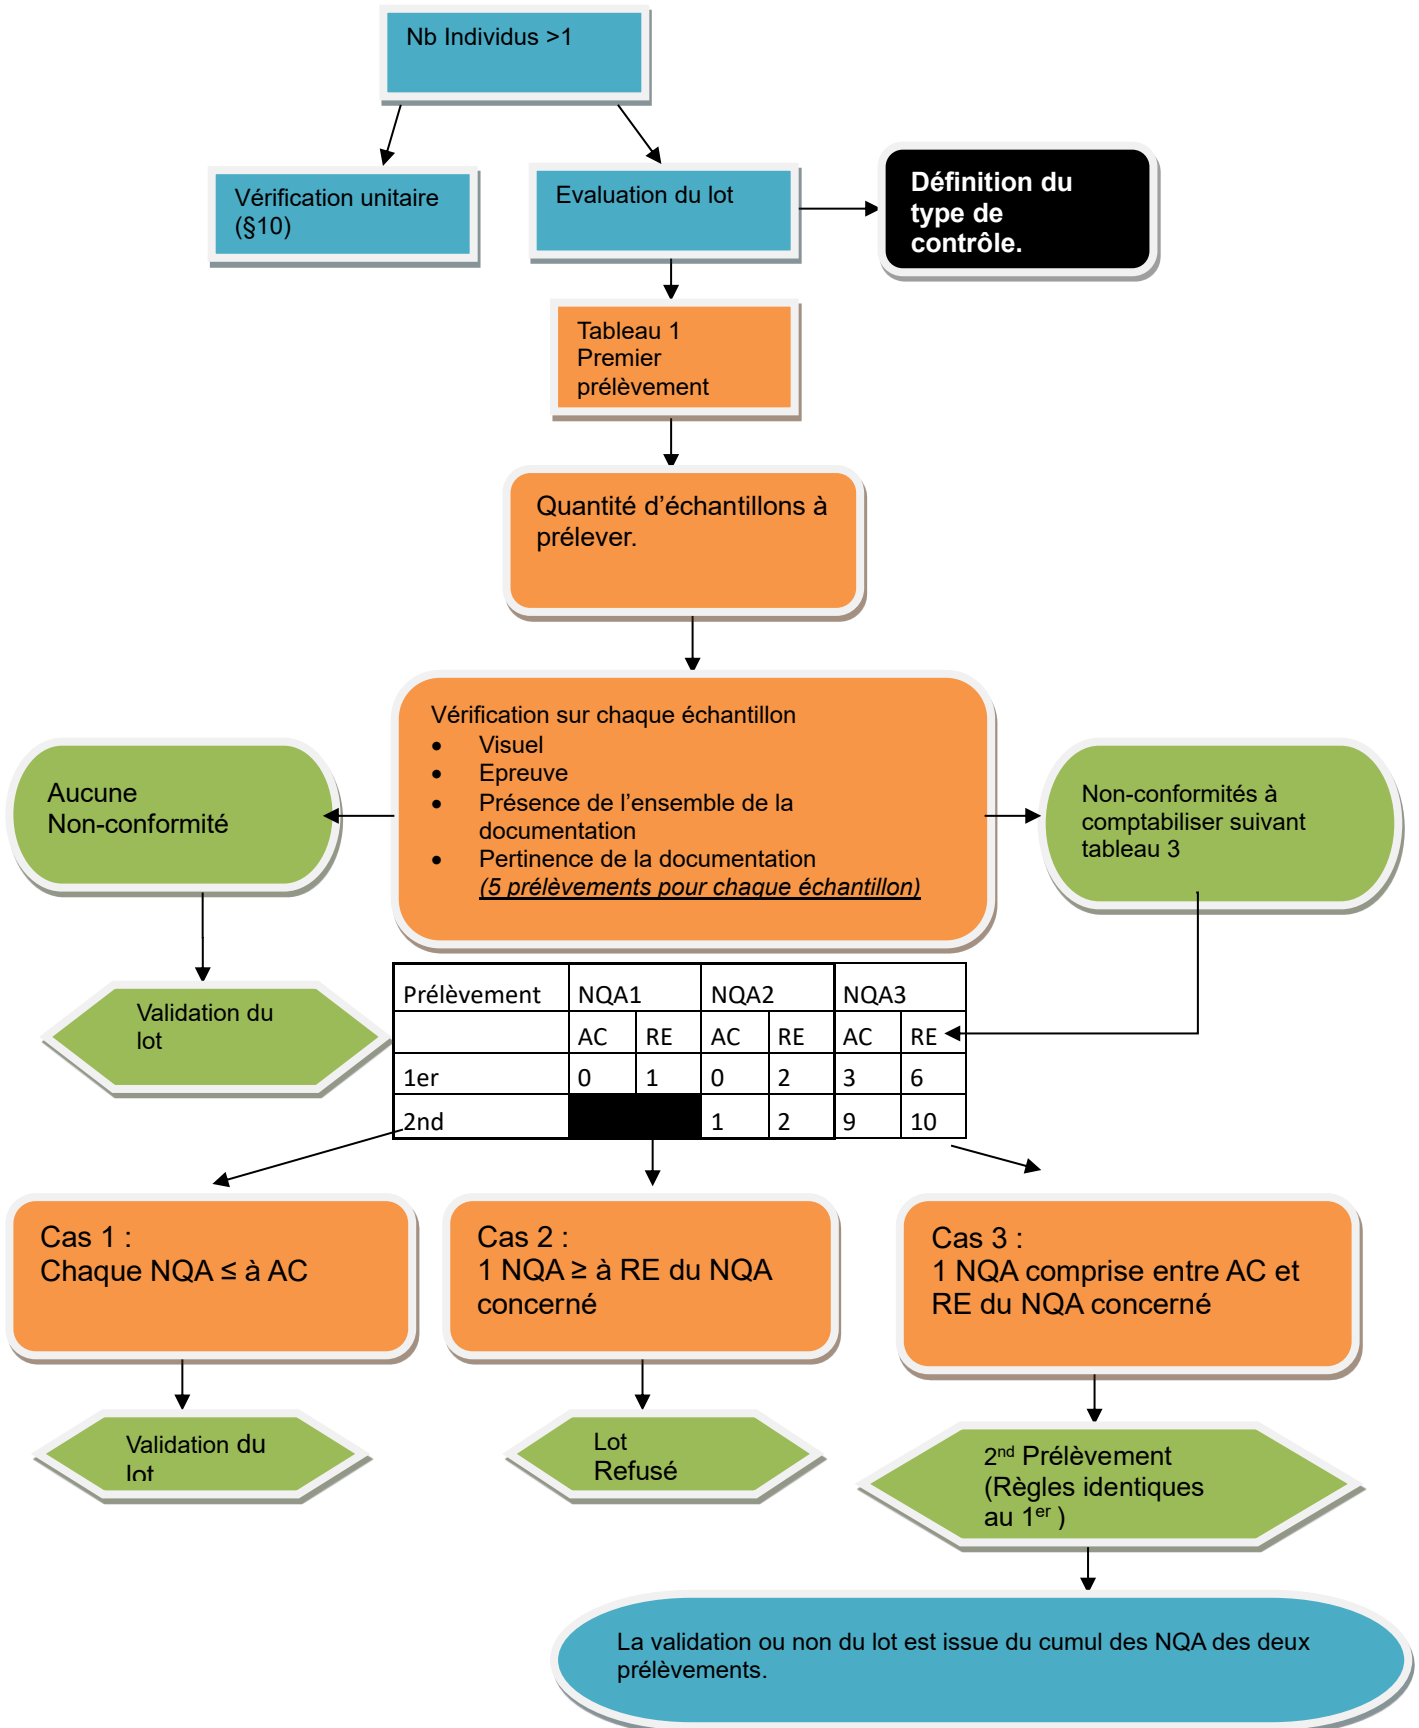 Nb Individus >1
Vérification unitaire
(§10)
Evaluation du lot
Définition du
type de
contrôle.
Tableau 1
Premier
prélèvement
Quantité d’échantillons à
prélever.
Vérification sur chaque échantillon
• Visuel
• Epreuve
• Présence de l’ensemble de la
documentation
• Pertinence de la documentation
(5 prélèvements pour chaque échantillon)
Aucune
Non-conformité
Non-conformités à
comptabiliser suivant
tableau 3
Validation du
lot
Prélèvement NQA1 NQA2 NQA3
AC RE AC RE AC RE
1er 0 1 0 2 3 6
2nd 1 2 9 10
Cas 1 :
Chaque NQA ≤ à AC
Cas 2 :
1 NQA ≥ à RE du NQA
concerné
Cas 3 :
1 NQA comprise entre AC et
RE du NQA concerné
Validation du
lot
Lot
Refusé
2nd Prélèvement
(Règles identiques
au 1er )
La validation ou non du lot est issue du cumul des NQA des deux
prélèvements.